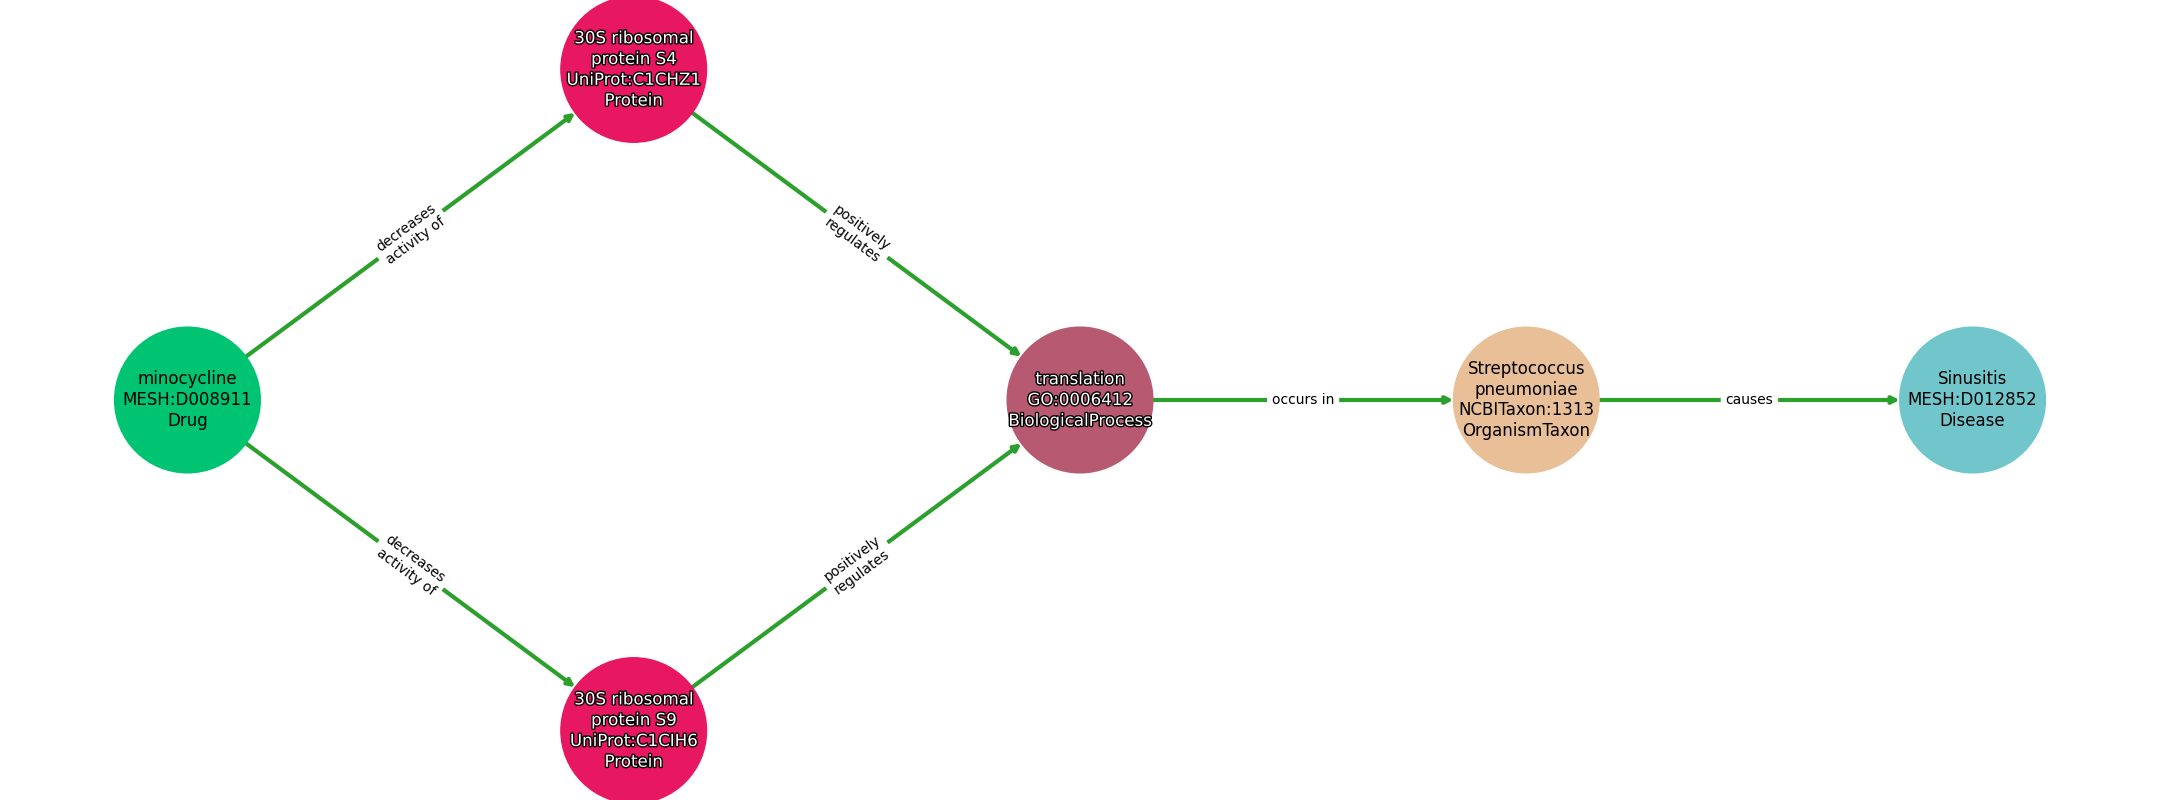 30S ribosomal
protein S4
UniProt:C1CHZ1
Protein
decreases
activity of
positively
regulates
minocycline
MESH:D008911
Drug
translation
GO:0006412
BiologicalProcess
occurs in
Streptococcus
pneumoniae
NCBITaxon:1313
OrganismTaxon
causes
Sinusitis
MESH:D012852
Disease
decreases
activity of
positively
regulates
30S ribosomal
protein S9
UniProt:C1CIH6
Protein